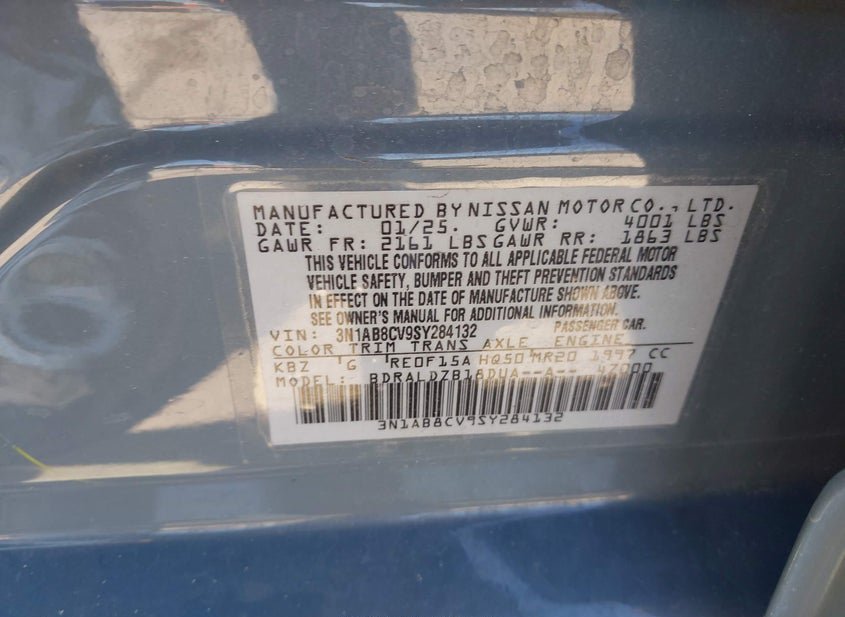 MANUFACTURED BY NISSAN MOTOR CO., LTD.
DATE: 01/25. GVWR: 4001 LBS
GAWR FR: 2161 LBS GAWR RR: 1863 LBS
THIS VEHICLE CONFORMS TO ALL APPLICABLE FEDERAL MOTOR
VEHICLE SAFETY, BUMPER AND THEFT PREVENTION STANDARDS
IN EFFECT ON THE DATE OF MANUFACTURE SHOWN ABOVE.
SEE OWNER'S MANUAL FOR ADDITIONAL INFORMATION.
VIN: 3N1AB8CV9SY284132 PASSENGER CAR.
COLOR TRIM TRANS AXLE ENGINE
KBZ 'G RE0F15A HQ50 MR20 1997 CC
MODEL: BDRALDZB18DUA--A-- 47000
3N1AB8CV9SY284132